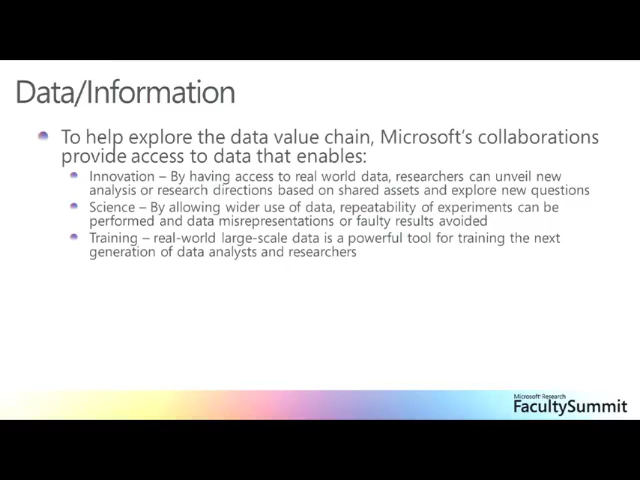 Data/Information
To help explore the data value chain, Microsoft's collaborations
provide access to data that enables:
Innovation – By having access to real world data, researchers can unveil new
analysis or research directions based on shared assets and explore new questions
Science – By allowing wider use of data, repeatability of experiments can be
performed and data misrepresentations or faulty results avoided
Training – real-world large-scale data is a powerful tool for training the next
generation of data analysts and researchers
Microsoft Research
FacultySummit